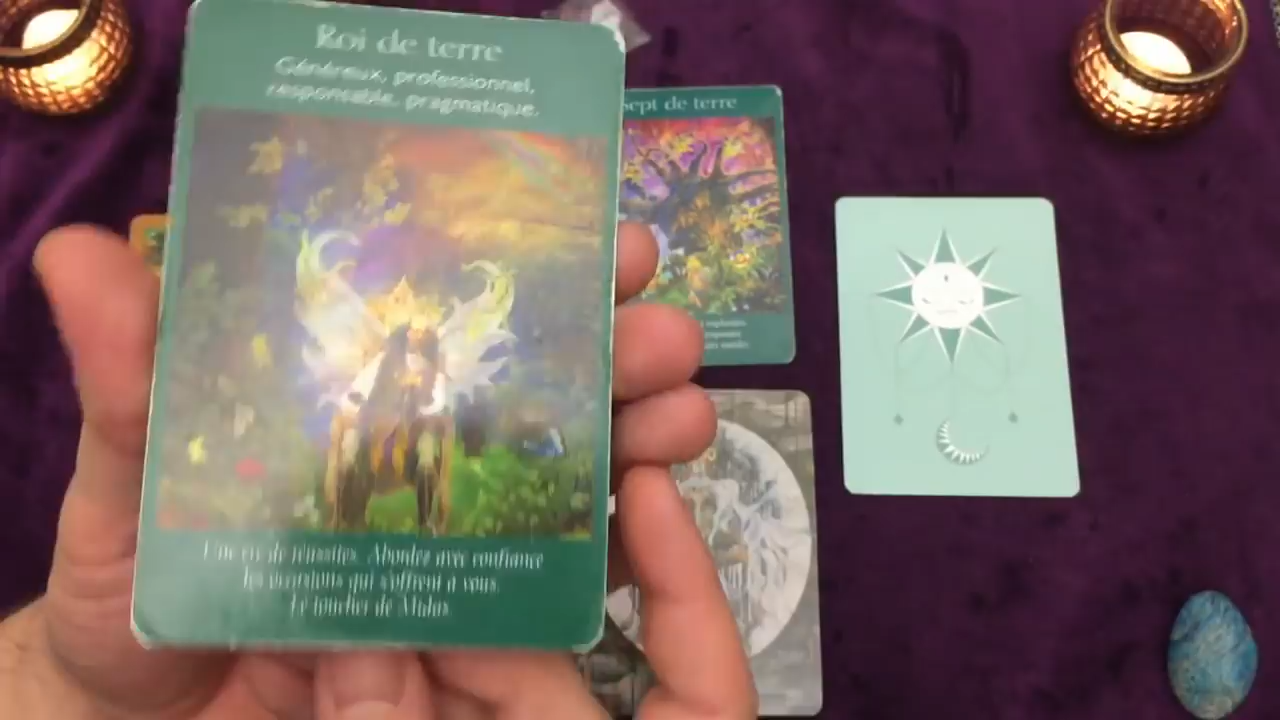 Roi de terre
Généreux, professionnel,
responsable, pragmatique.
Une vie de réussites. Abordez avec confiance
les occasions qui s'offrent à vous.
Le toucher de Midas.
Sept de terre